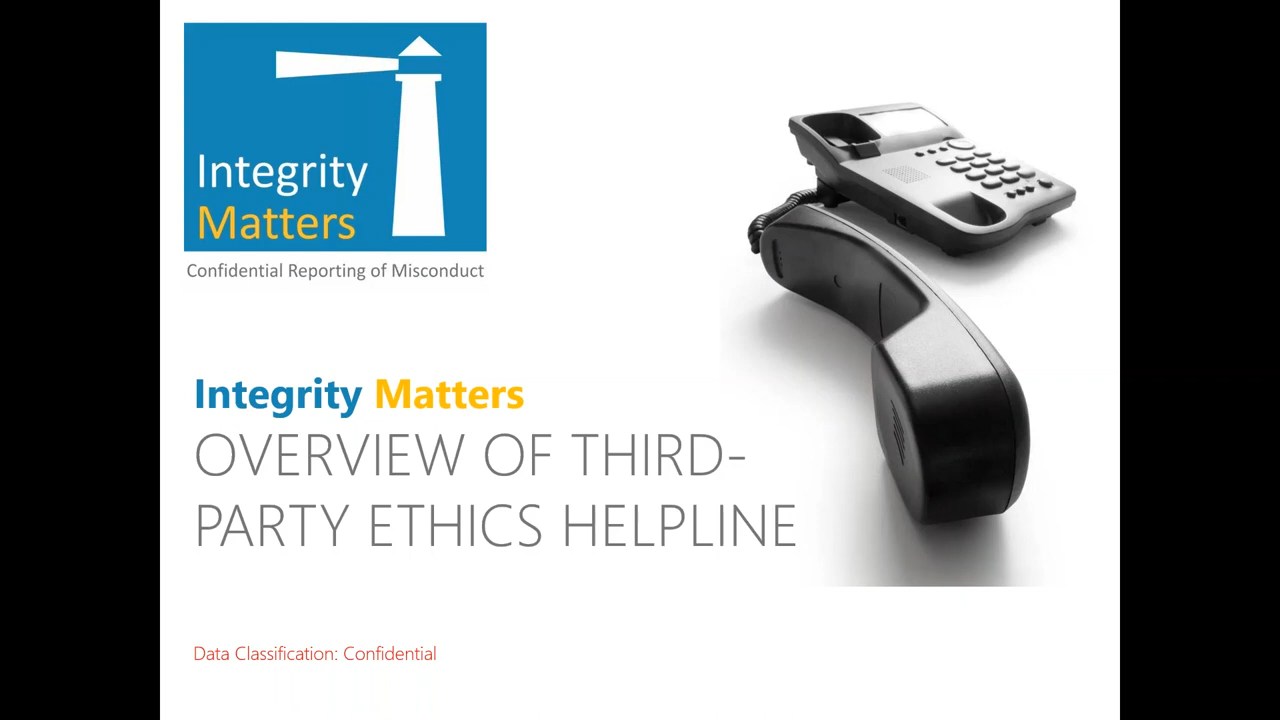 Integrity
Matters
Confidential Reporting of Misconduct
Integrity Matters
OVERVIEW OF THIRD-
PARTY ETHICS HELPLINE
Data Classification: Confidential